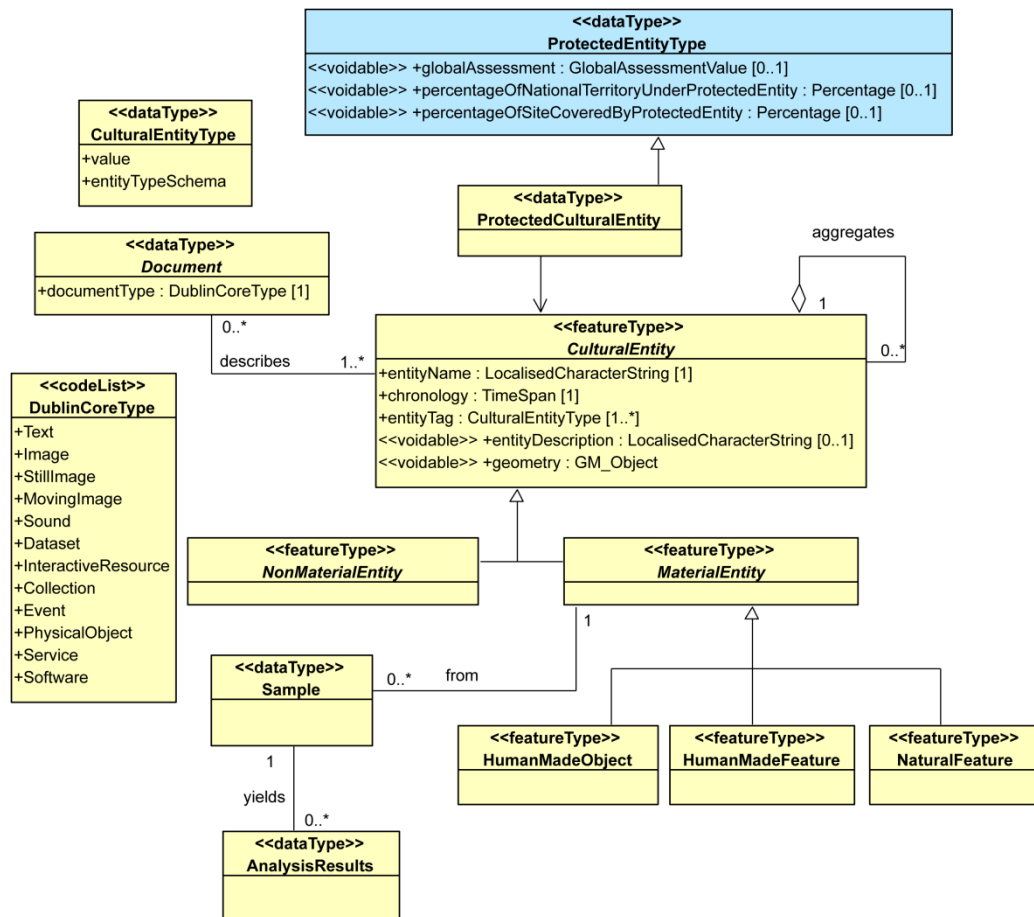 <<dataType>>
ProtectedEntityType
<<voidable>> +globalAssessment : GlobalAssessmentValue [0..1]
<<voidable>> +percentageOfNationalTerritoryUnderProtectedEntity : Percentage [0..1]
<<voidable>> +percentageOfSiteCoveredByProtectedEntity : Percentage [0..1]
<<dataType>>
CulturalEntityType
+value
+entityTypeSchema
<<dataType>>
ProtectedCulturalEntity
<<dataType>>
Document
+documentType : DublinCoreType [1]
aggregates
1
0..*
0..*
describes
1..*
<<featureType>>
CulturalEntity
+entityName : LocalisedCharacterString [1]
+chronology : TimeSpan [1]
+entityTag : CulturalEntityType [1..*]
<<voidable>> +entityDescription : LocalisedCharacterString [0..1]
<<voidable>> +geometry : GM_Object
<<codeList>>
DublinCoreType
+Text
+Image
+StillImage
+MovingImage
+Sound
+Dataset
+InteractiveResource
+Collection
+Event
+PhysicalObject
+Service
+Software
<<featureType>>
NonMaterialEntity
<<featureType>>
MaterialEntity
1
from
0..*
<<dataType>>
Sample
1
yields
0..*
<<dataType>>
AnalysisResults
<<featureType>>
HumanMadeObject
<<featureType>>
HumanMadeFeature
<<featureType>>
NaturalFeature